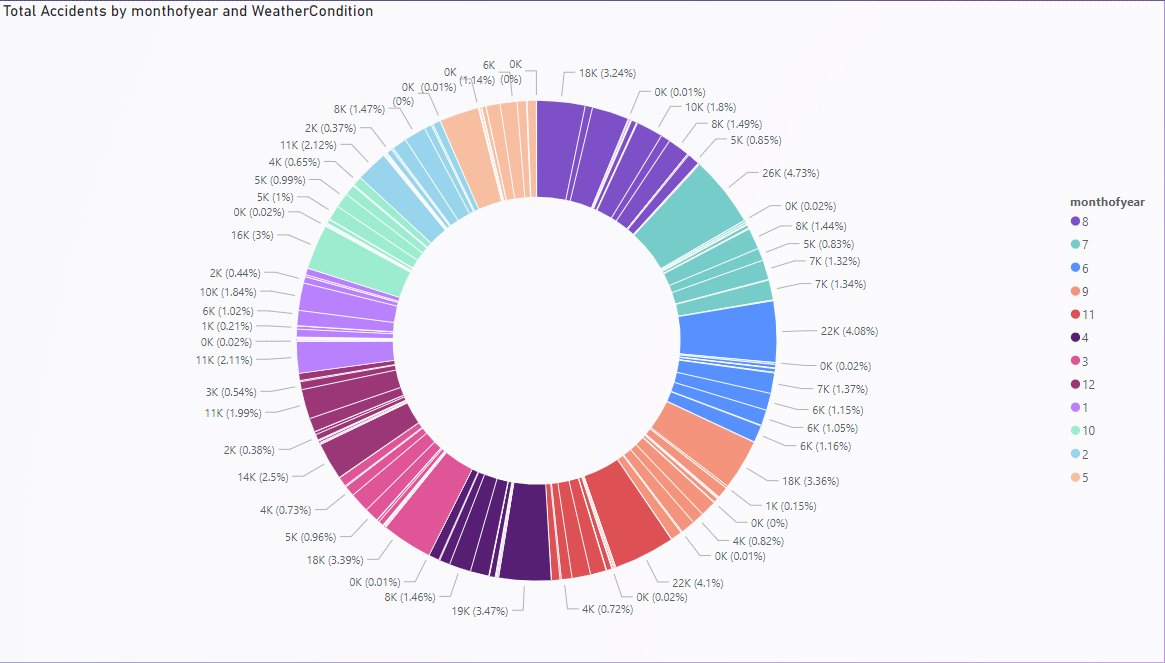 Total Accidents by monthofyear and WeatherCondition
18K (3.24%)
0K (0.01%)
10K (1.8%)
8K (1.49%)
5K (0.85%)
26K (4.73%)
0K (0.02%)
8K (1.44%)
5K (0.83%)
7K (1.32%)
7K (1.34%)
22K (4.08%)
0K (0.02%)
7K (1.37%)
6K (1.15%)
6K (1.05%)
6K (1.16%)
18K (3.36%)
1K (0.15%)
0K (0%)
4K (0.82%)
0K (0.01%)
22K (4.1%)
0K (0.02%)
4K (0.72%)
19K (3.47%)
8K (1.46%)
0K (0.01%)
18K (3.39%)
5K (0.96%)
4K (0.73%)
14K (2.5%)
2K (0.38%)
11K (1.99%)
3K (0.54%)
11K (2.11%)
0K (0.02%)
1K (0.21%)
6K (1.02%)
10K (1.84%)
2K (0.44%)
16K (3%)
0K (0.02%)
5K (1%)
5K (0.99%)
4K (0.65%)
11K (2.12%)
2K (0.37%)
8K (1.47%)
0K
(0%)
0K
(0.01%)
6K
(1.14%)
0K
(0%)
monthofyear
8
7
6
9
11
4
3
12
1
10
2
5